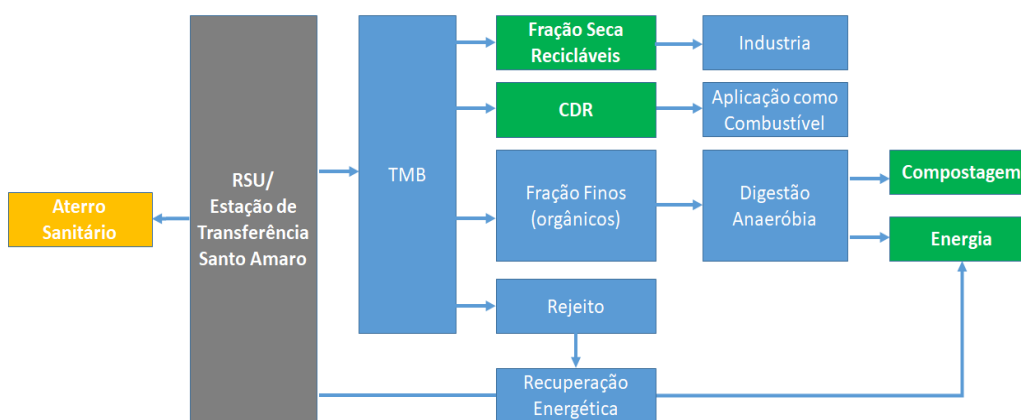 Aterro
Sanitário
RSU/
Estação de
Transferência
Santo Amaro
TMB
Fração Seca
Recicláveis
Industria
CDR
Aplicação como
Combustível
Fração Finos
(orgânicos)
Digestão
Anaeróbia
Compostagem
Energia
Rejeito
Recuperação
Energética